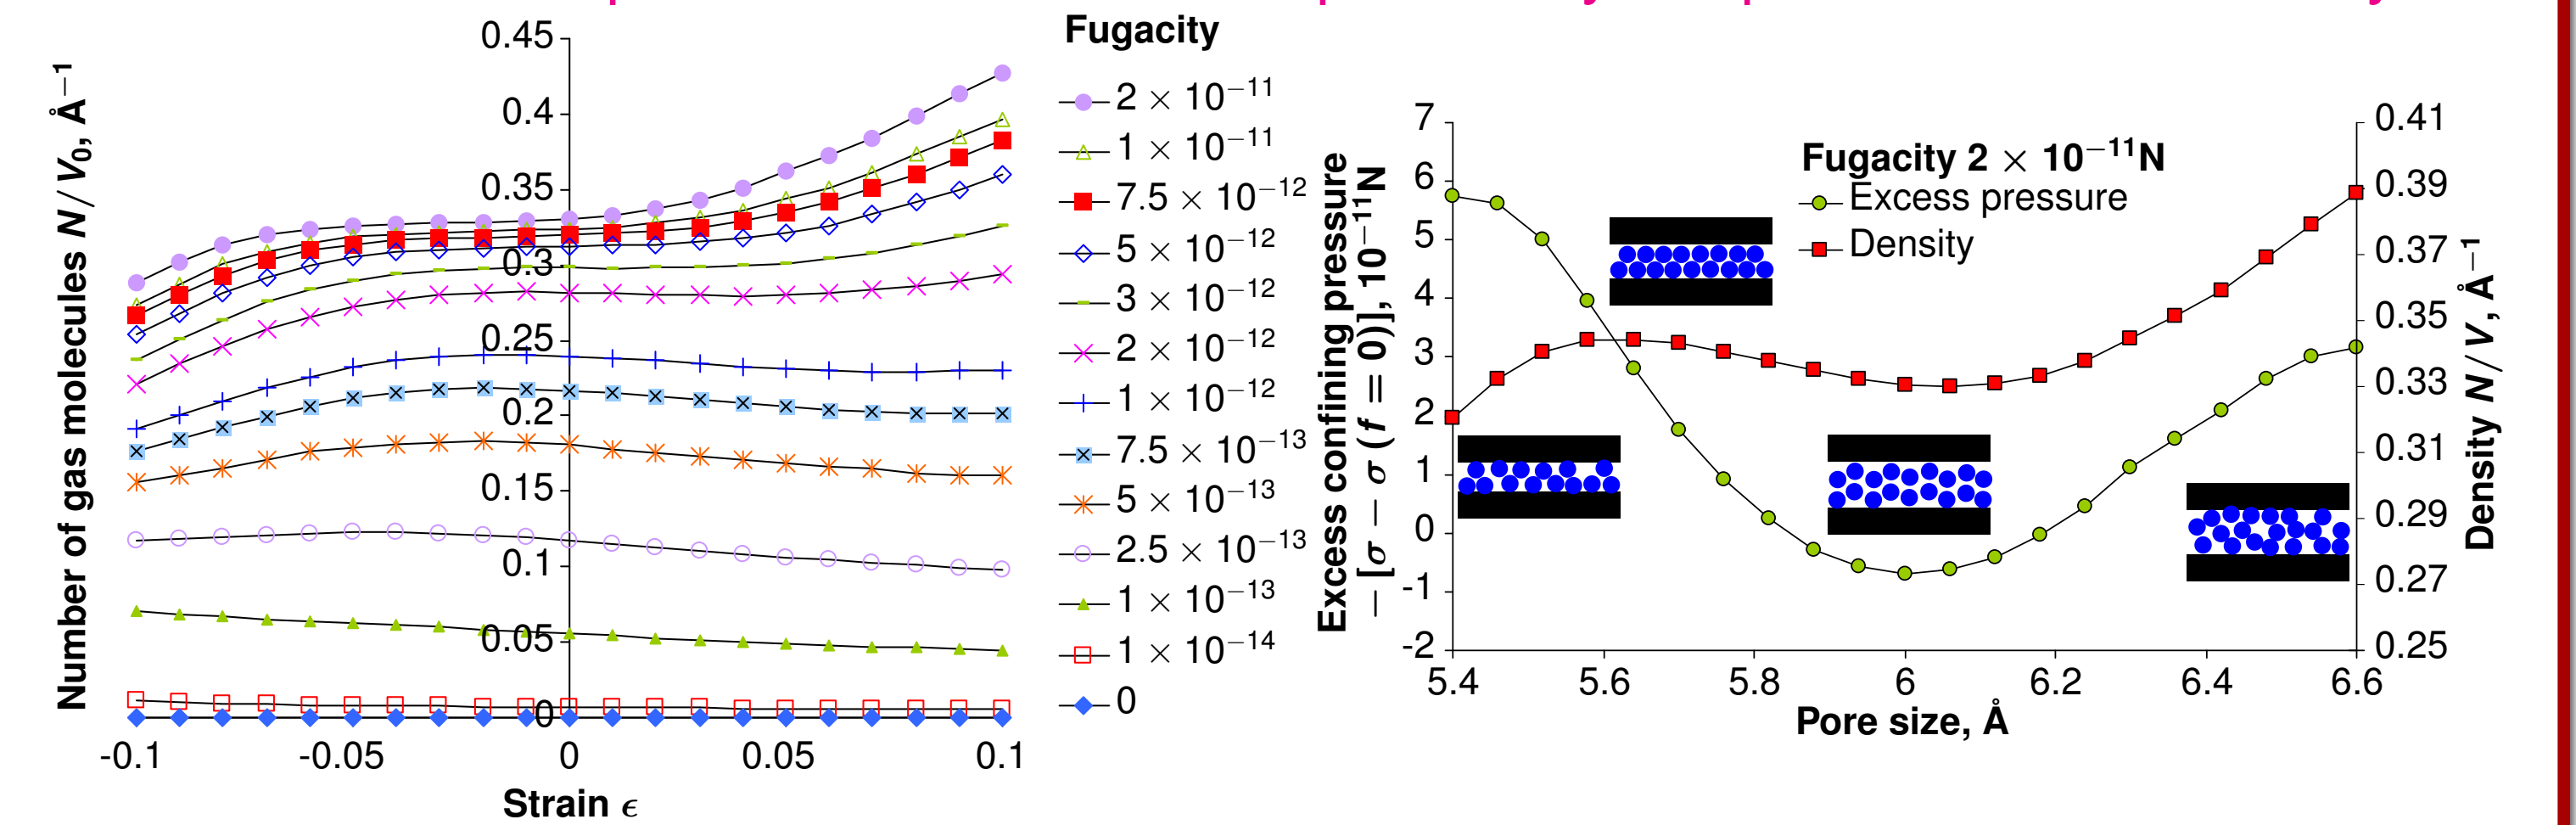 Number of gas molecules N/V₀, Å⁻¹
0.45
0.4
0.35
0.3
0.25
0.2
0.15
0.1
0.05
0
-0.1
-0.05
0
0.05
0.1
Strain ϵ
Fugacity
2 × 10⁻¹¹
1 × 10⁻¹¹
7.5 × 10⁻¹²
5 × 10⁻¹²
3 × 10⁻¹²
2 × 10⁻¹²
1 × 10⁻¹²
7.5 × 10⁻¹³
5 × 10⁻¹³
2.5 × 10⁻¹³
1 × 10⁻¹³
1 × 10⁻¹⁴
0
Excess confining pressure
− [σ − σ (f = 0)], 10⁻¹¹N
7
6
5
4
3
2
1
0
-1
-2
Fugacity 2 × 10⁻¹¹N
Excess pressure
Density
5.4
5.6
5.8
6
6.2
6.4
6.6
Pore size, Å
0.41
0.39
0.37
0.35
0.33
0.31
0.29
0.27
0.25
Density N/V, Å⁻¹